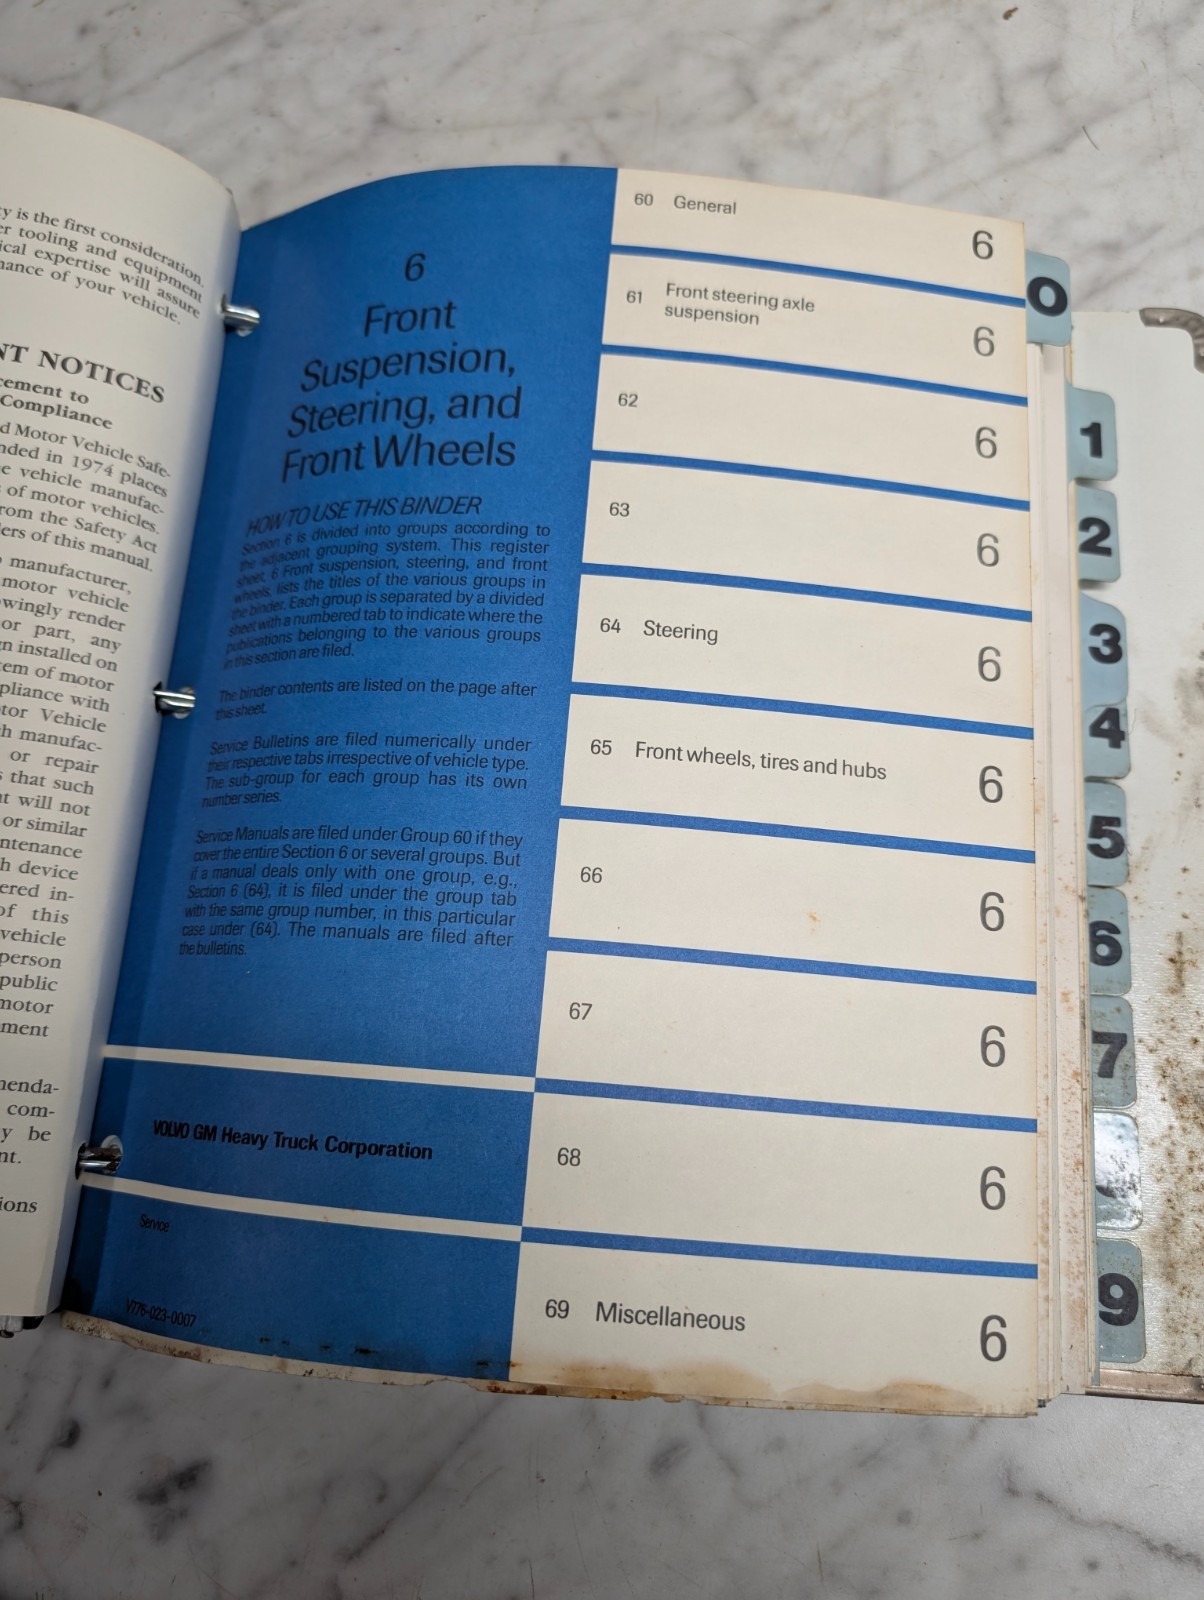 y is the first consideration.
er tooling and equipment
ical expertise will assure
nance of your vehicle.
NT NOTICES
cement to
Compliance
d Motor Vehicle Safe-
nded in 1974 places
e vehicle manufac-
of motor vehicles.
rom the Safety Act
lers of this manual.
manufacturer,
motor vehicle
owingly render
or part, any
n installed on
tem of motor
pliance with
tor Vehicle
h manufac-
or repair
s that such
nt will not
or similar
ntenance
h device
ered in-
of this
vehicle
person
public
motor
ment
menda-
com-
y be
nt.
ions
6
Front
Suspension,
Steering, and
Front Wheels
HOW TO USE THIS BINDER
Section 6 is divided into groups according to
the adjacent grouping system. This register
sheet, 6 Front suspension, steering, and front
wheels, lists the titles of the various groups in
the binder. Each group is separated by a divided
sheet with a numbered tab to indicate where the
publications belonging to the various groups
in this section are filed.
The binder contents are listed on the page after
this sheet.
Service Bulletins are filed numerically under
their respective tabs irrespective of vehicle type.
The sub-group for each group has its own
number series.
Service Manuals are filed under Group 60 if they
cover the entire Section 6 or several groups. But
if a manual deals only with one group, e.g.,
Section 6 (64), it is filed under the group tab
with the same group number, in this particular
case under (64). The manuals are filed after
the bulletins.
VOLVO GM Heavy Truck Corporation
Service
V776-023-0007
60 General 6
61 Front steering axle
suspension 6
62 6
63 6
64 Steering 6
65 Front wheels, tires and hubs 6
66 6
67 6
68 6
69 Miscellaneous 6
0
1
2
3
4
5
6
7
9